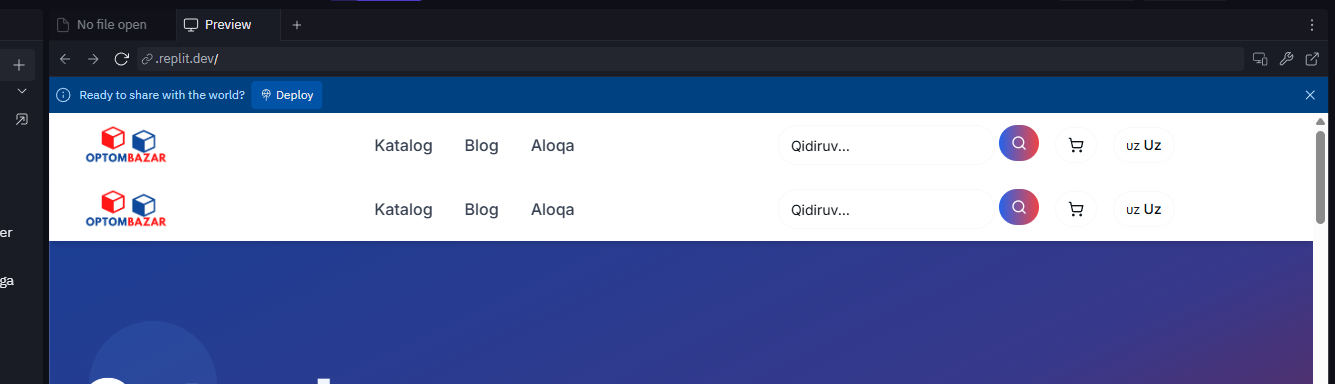 No file open
Preview
.replit.dev/
Ready to share with the world?
Deploy
OPTOMBAZAR
Katalog
Blog
Aloqa
Qidiruv...
uz Uz
OPTOMBAZAR
Katalog
Blog
Aloqa
Qidiruv...
uz Uz
er
ga